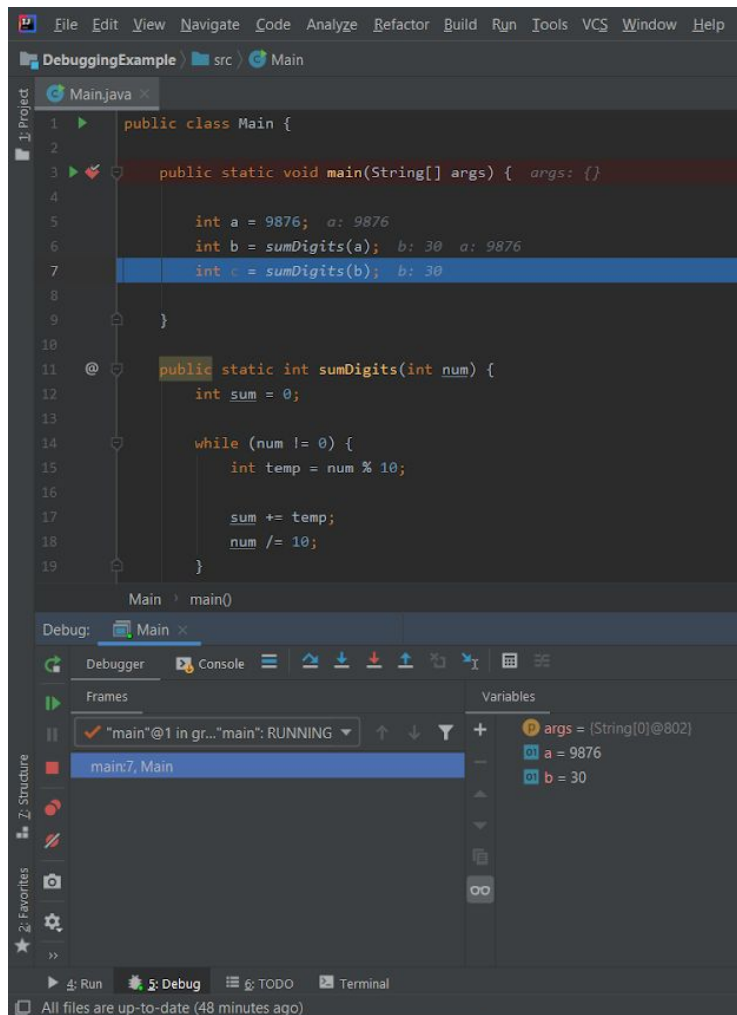 File Edit View Navigate Code Analyze Refactor Build Run Tools VCS Window Help
DebuggingExample src Main
1: Project
Main.java
1 public class Main {
2
3 public static void main(String[] args) { args: {}
4
5 int a = 9876; a: 9876
6 int b = sumDigits(a); b: 30 a: 9876
7 int c = sumDigits(b); b: 30
8
9 }
10
11 @ public static int sumDigits(int num) {
12 int sum = 0;
13
14 while (num != 0) {
15 int temp = num % 10;
16
17 sum += temp;
18 num /= 10;
19 }
Main main()
Debug: Main
Debugger Console
Frames
Variables
"main"@1 in gr..."main": RUNNING
main:7, Main
args = {String[0]@802}
a = 9876
b = 30
7: Structure
2: Favorites
4: Run 5: Debug 6: TODO Terminal
All files are up-to-date (48 minutes ago)